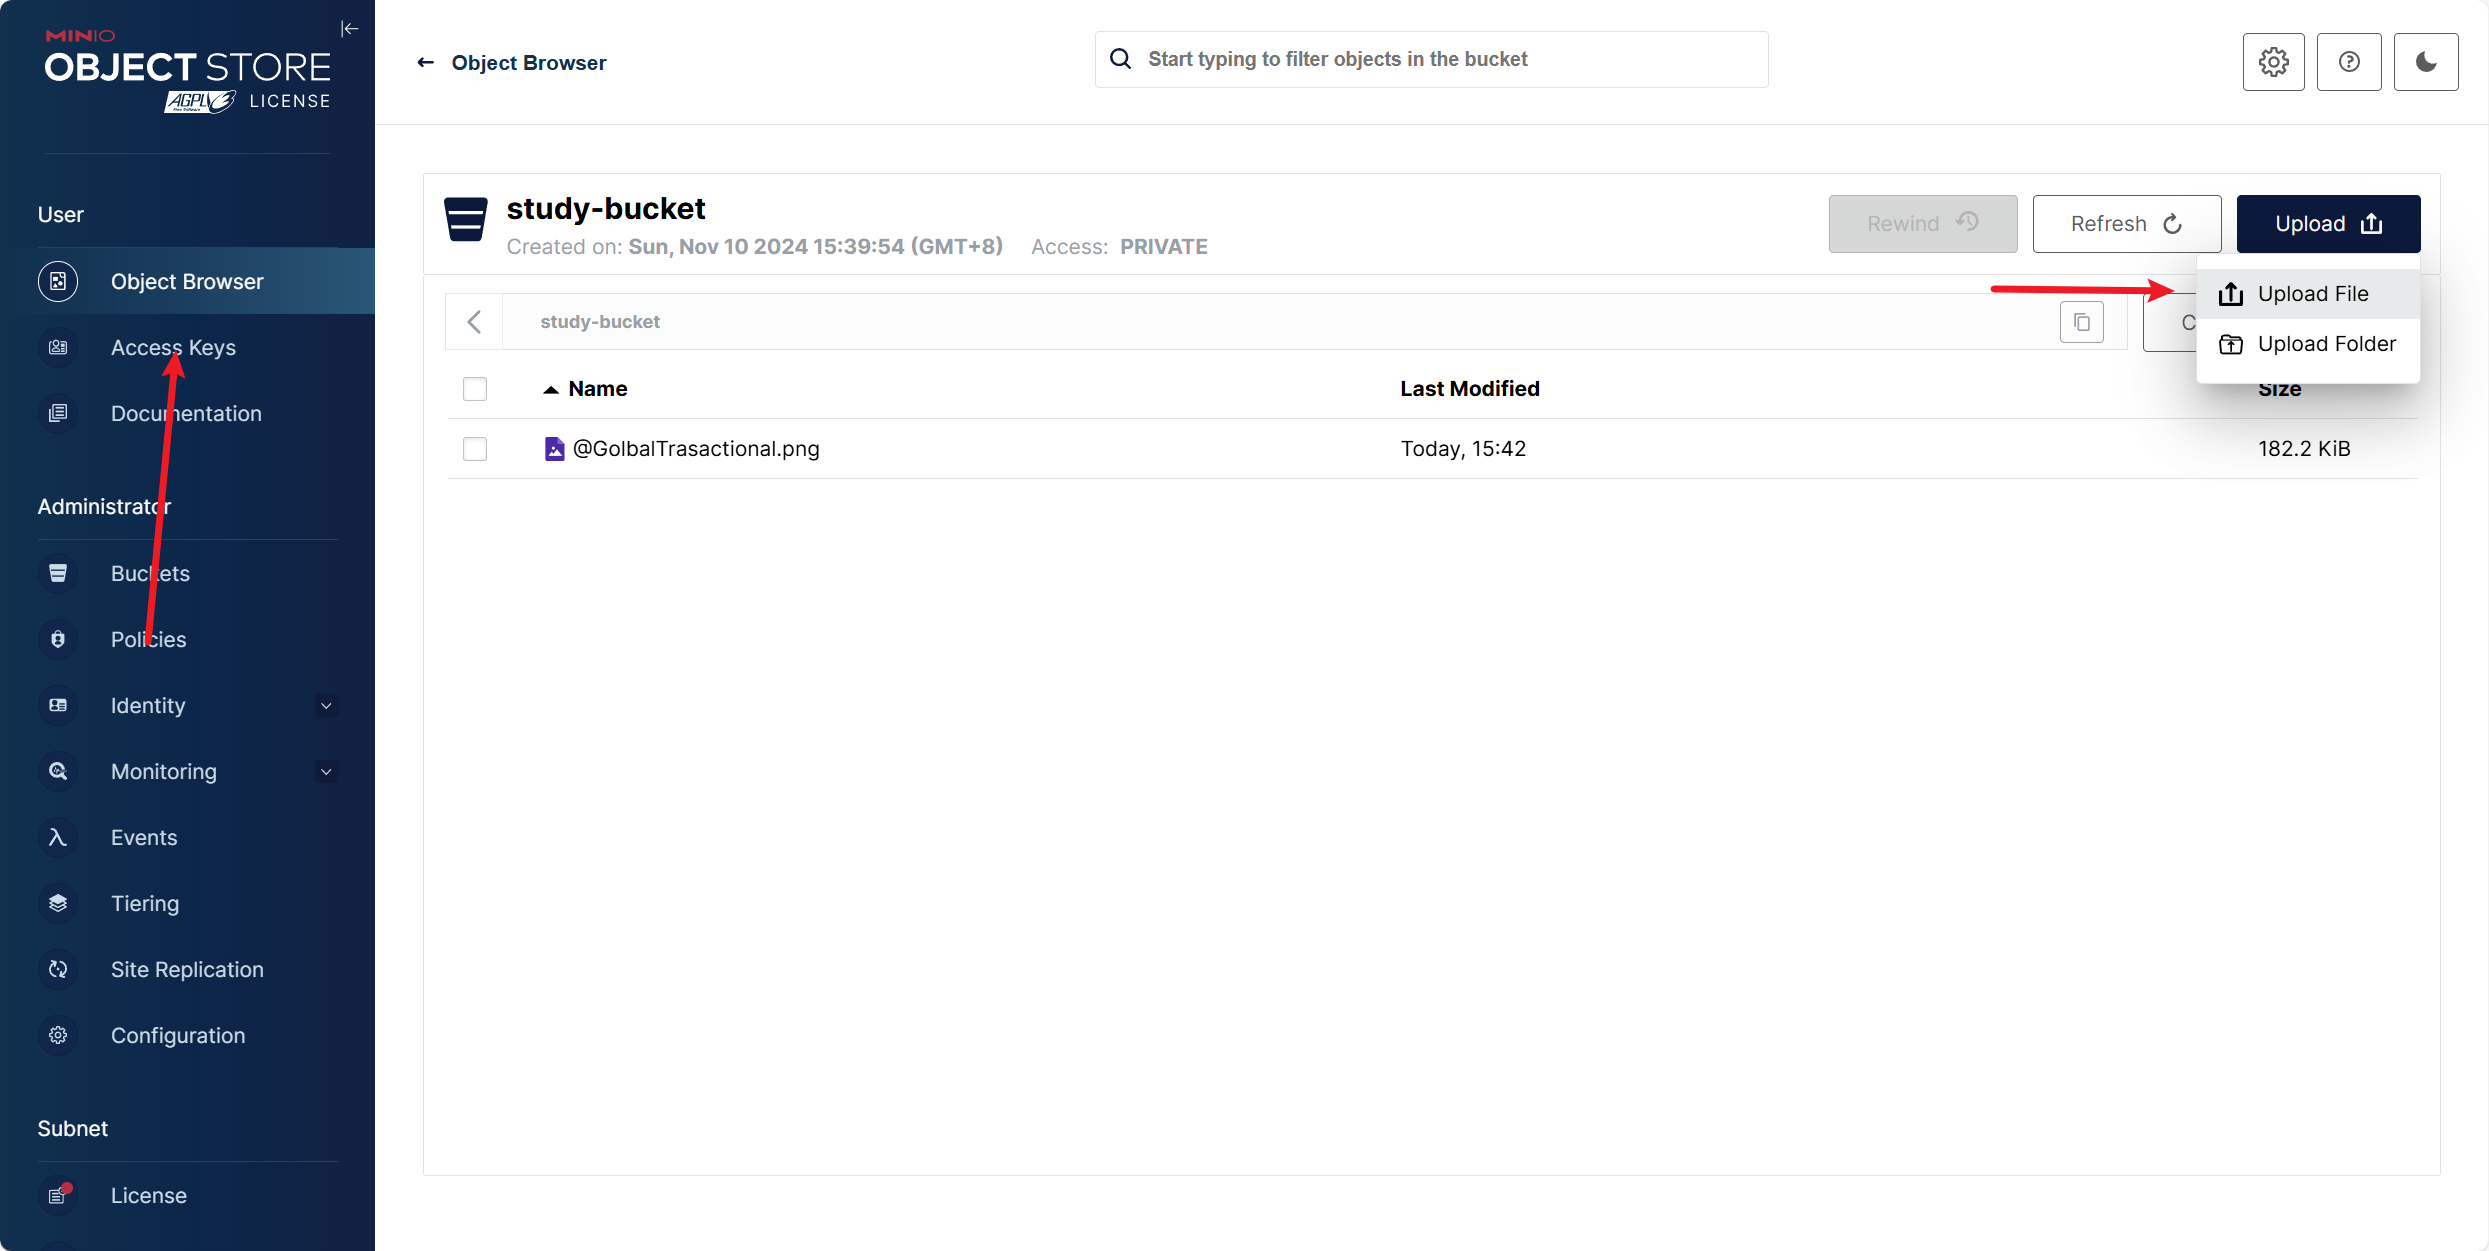 MINIO
OBJECT STORE
AGPL v3 LICENSE
User
Object Browser
Access Keys
Documentation
Administrator
Buckets
Policies
Identity
Monitoring
Events
Tiering
Site Replication
Configuration
Subnet
License
Object Browser
Start typing to filter objects in the bucket
study-bucket
Created on: Sun, Nov 10 2024 15:39:54 (GMT+8) Access: PRIVATE
Rewind
Refresh
Upload
Upload File
Upload Folder
study-bucket
C
Name Last Modified Size
@GolbalTrasactional.png Today, 15:42 182.2 KiB